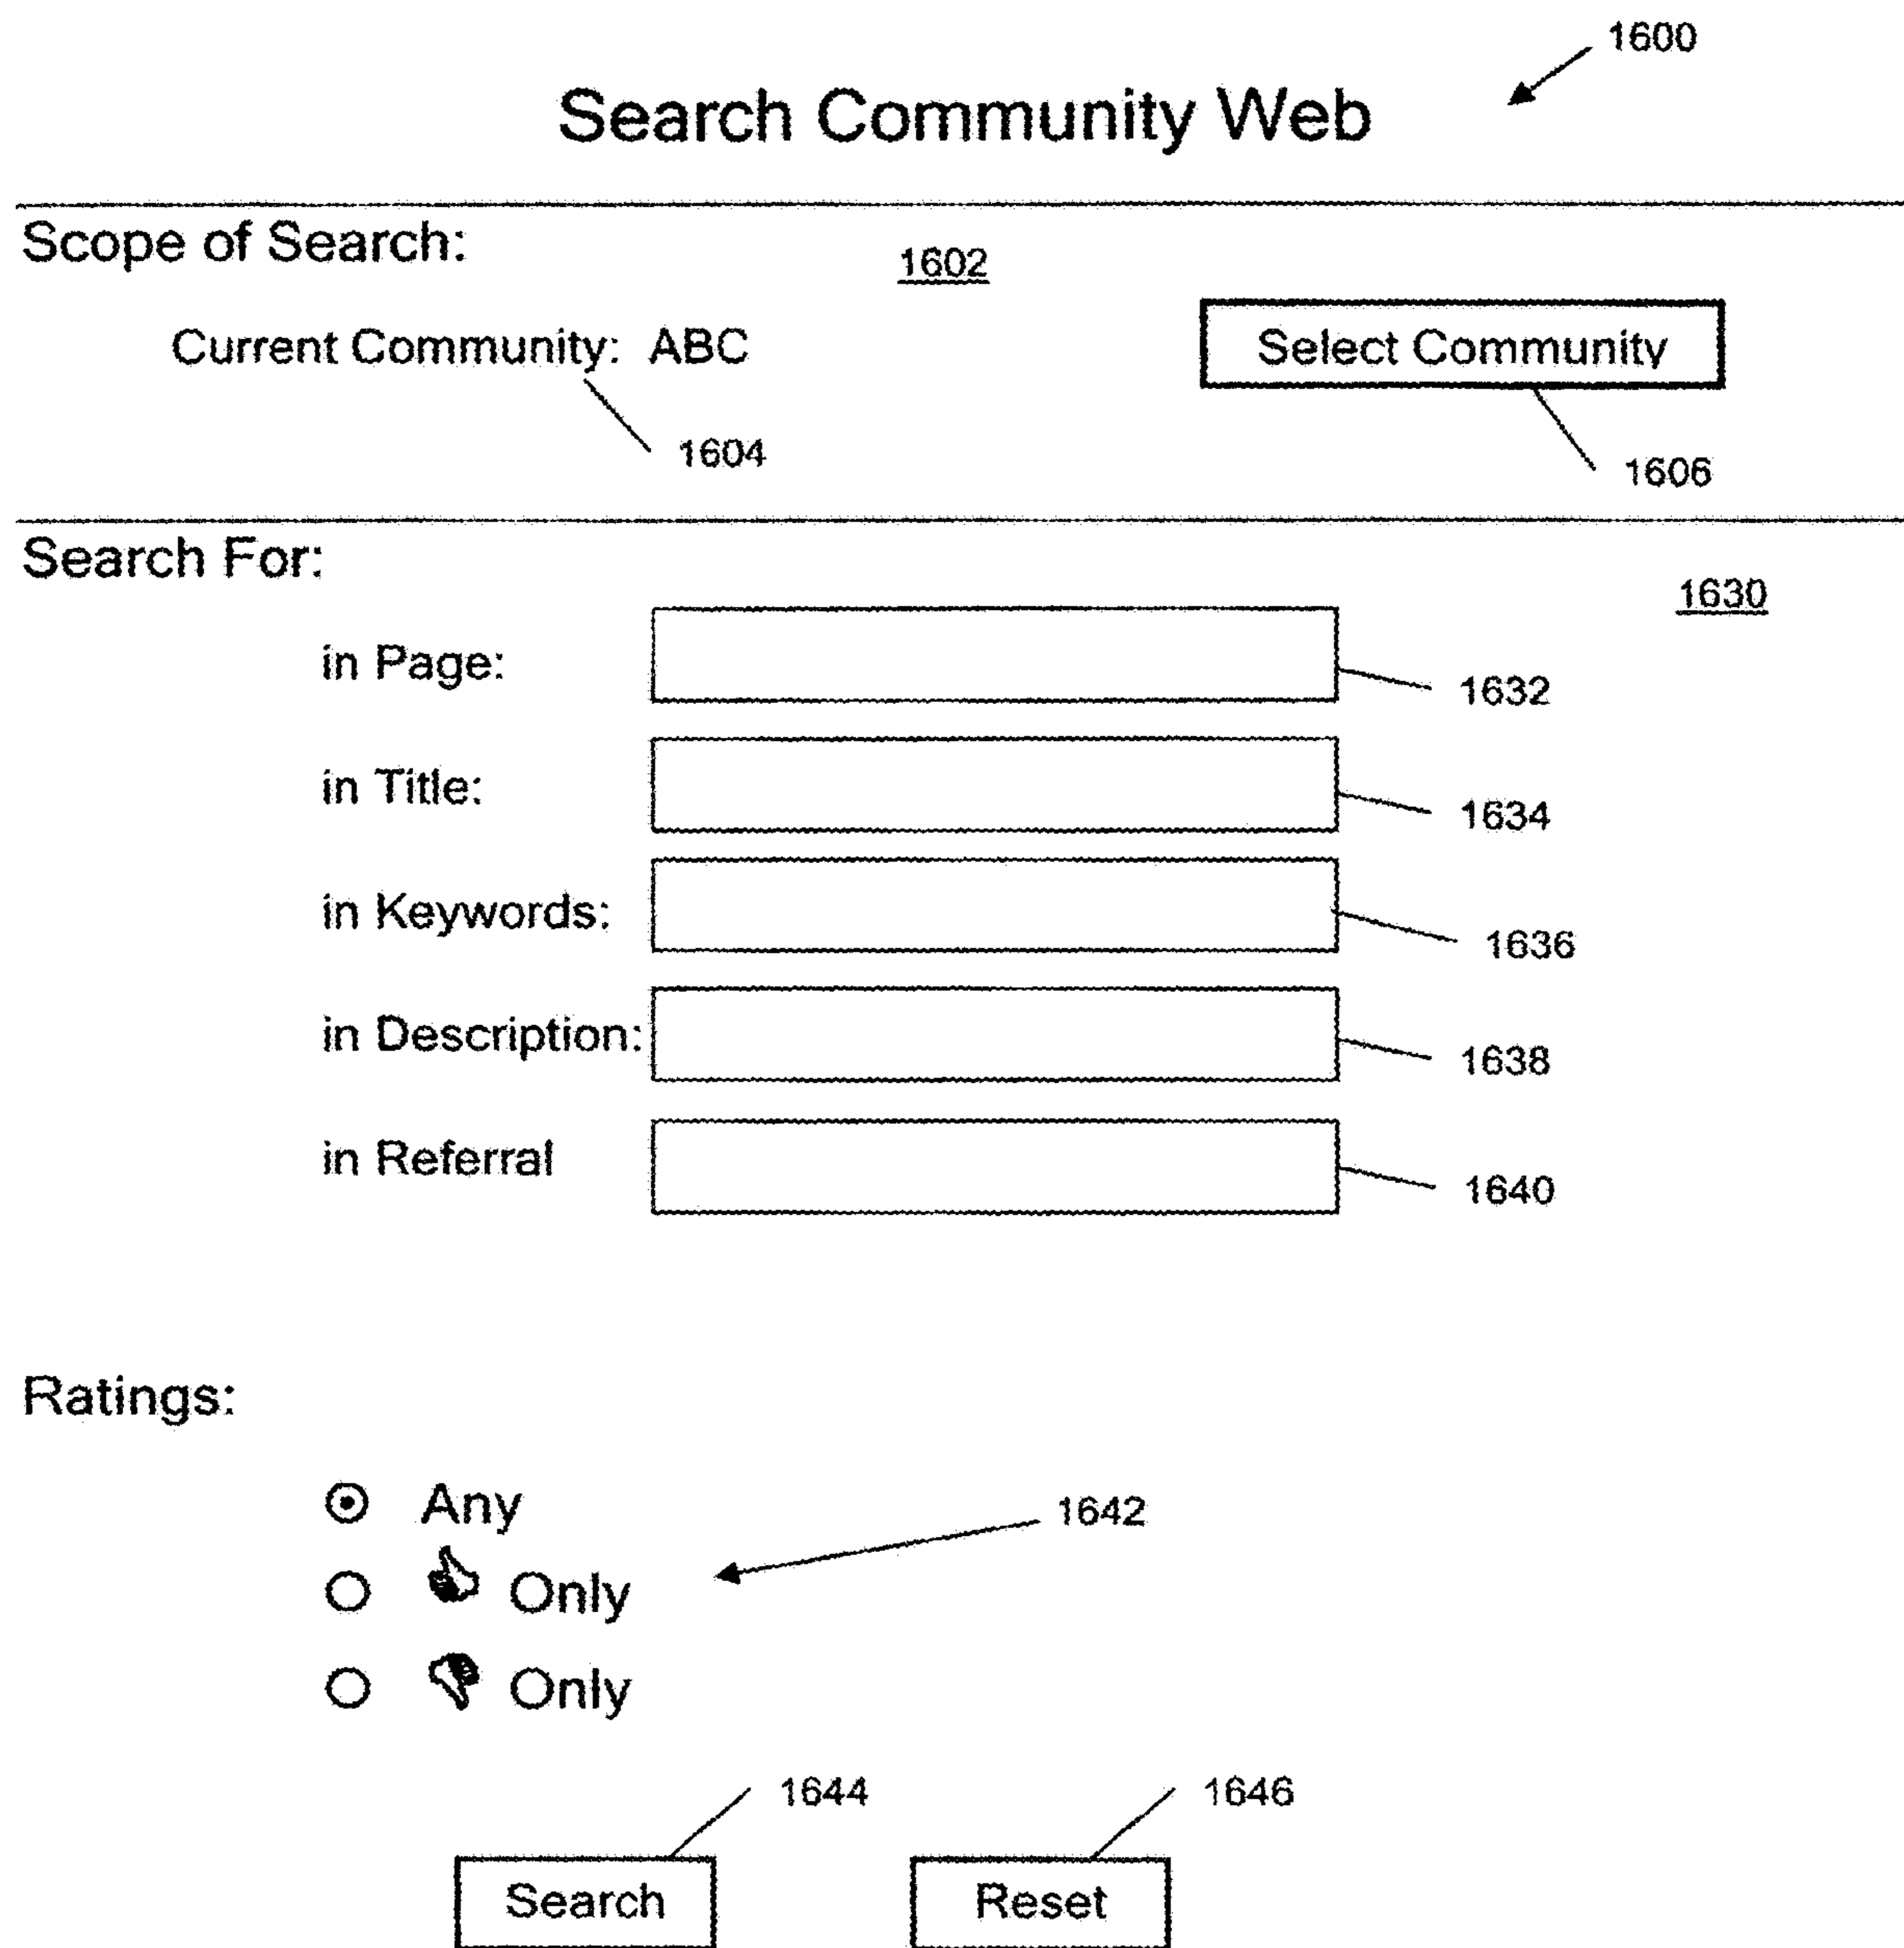 1600
Search Community Web
Scope of Search:
1602
Current Community: ABC
Select Community
1604
1606
Search For:
1630
in Page:
1632
in Title:
1634
in Keywords:
1636
in Description:
1638
in Referral
1640
Ratings:
Any
1642
Only
Only
1644
1646
Search
Reset